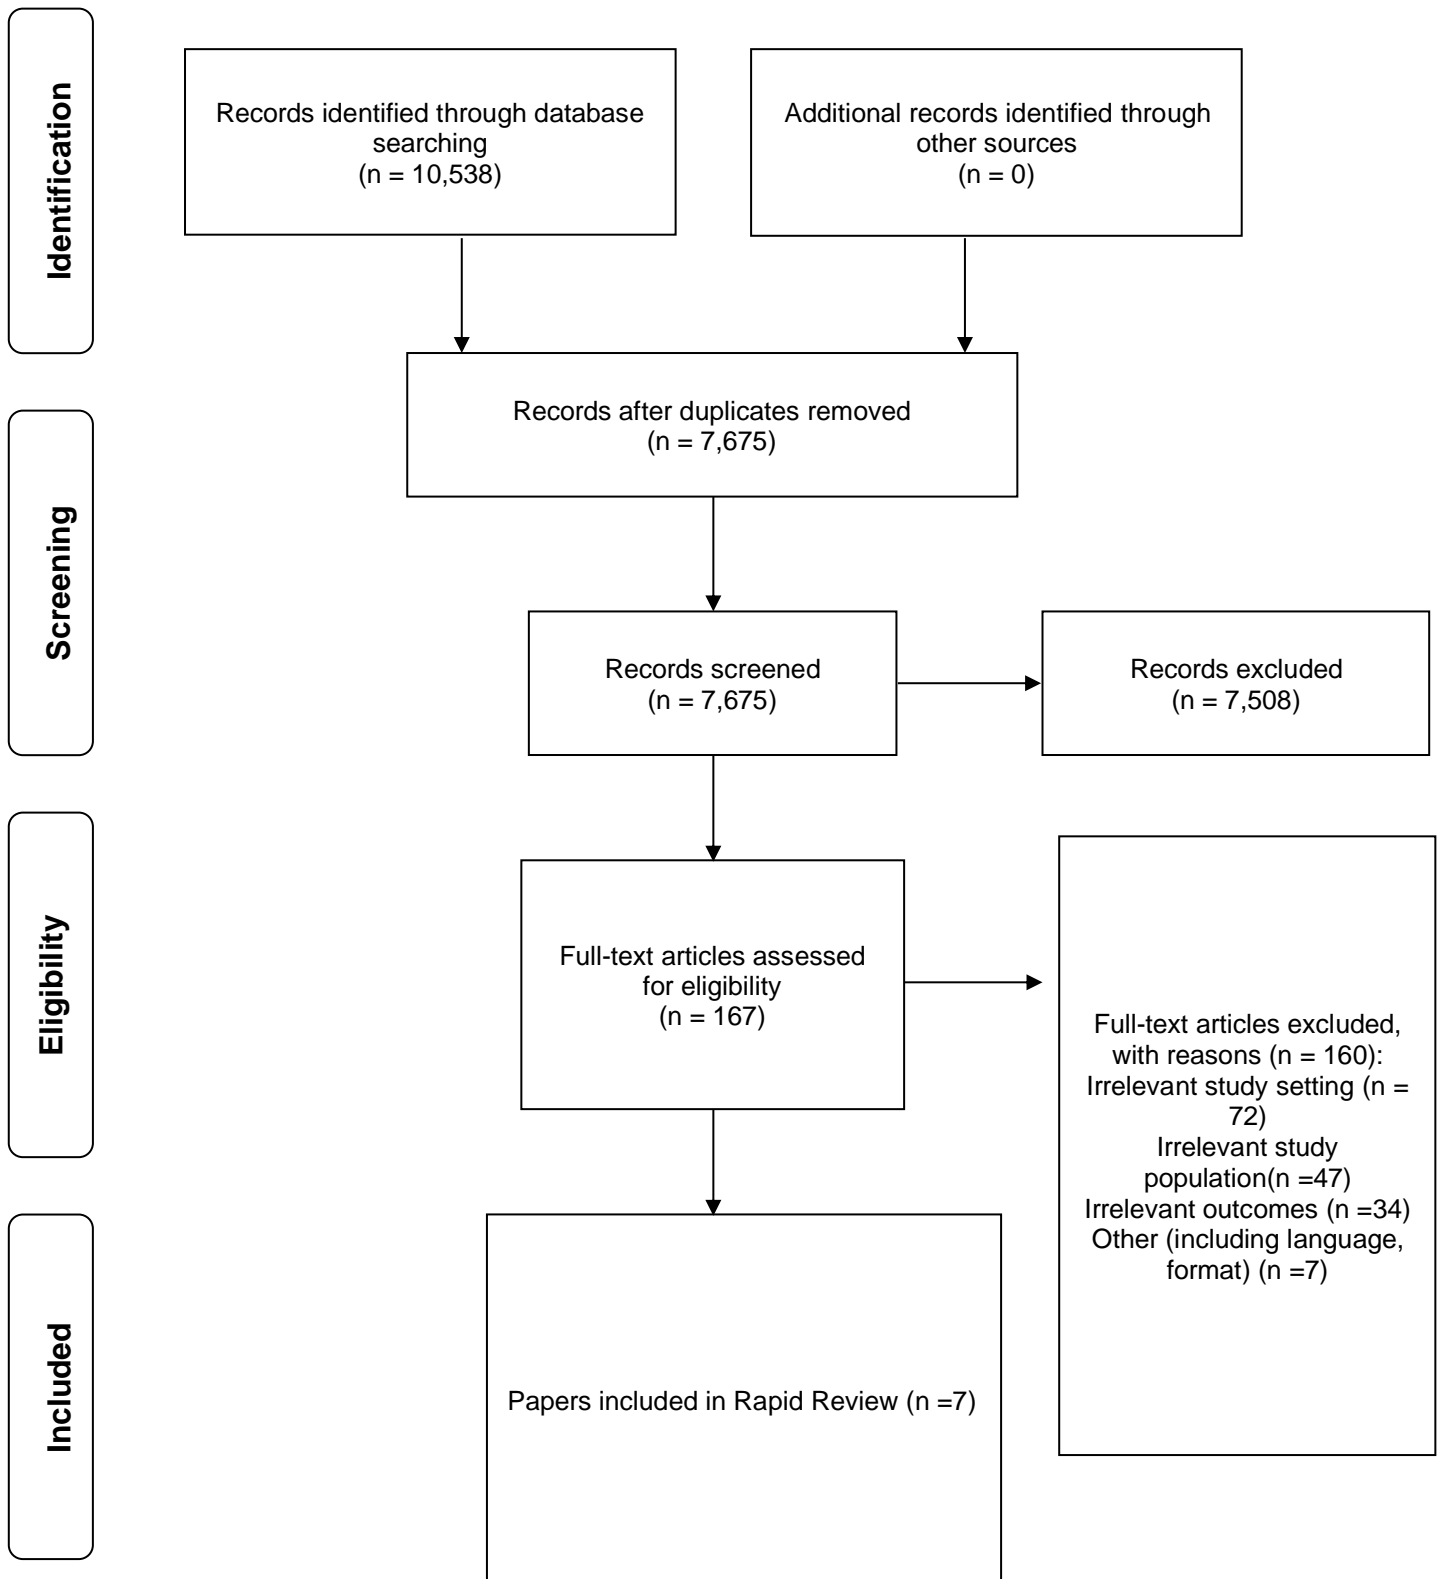 Identification
Records identified through database
searching
(n = 10,538)
Additional records identified through
other sources
(n = 0)
Records after duplicates removed
(n = 7,675)
Screening
Records screened
(n = 7,675)
Records excluded
(n = 7,508)
Eligibility
Full-text articles assessed
for eligibility
(n = 167)
Full-text articles excluded,
with reasons (n = 160):
Irrelevant study setting (n =
72)
Irrelevant study
population(n =47)
Irrelevant outcomes (n =34)
Other (including language,
format) (n =7)
Included
Papers included in Rapid Review (n =7)